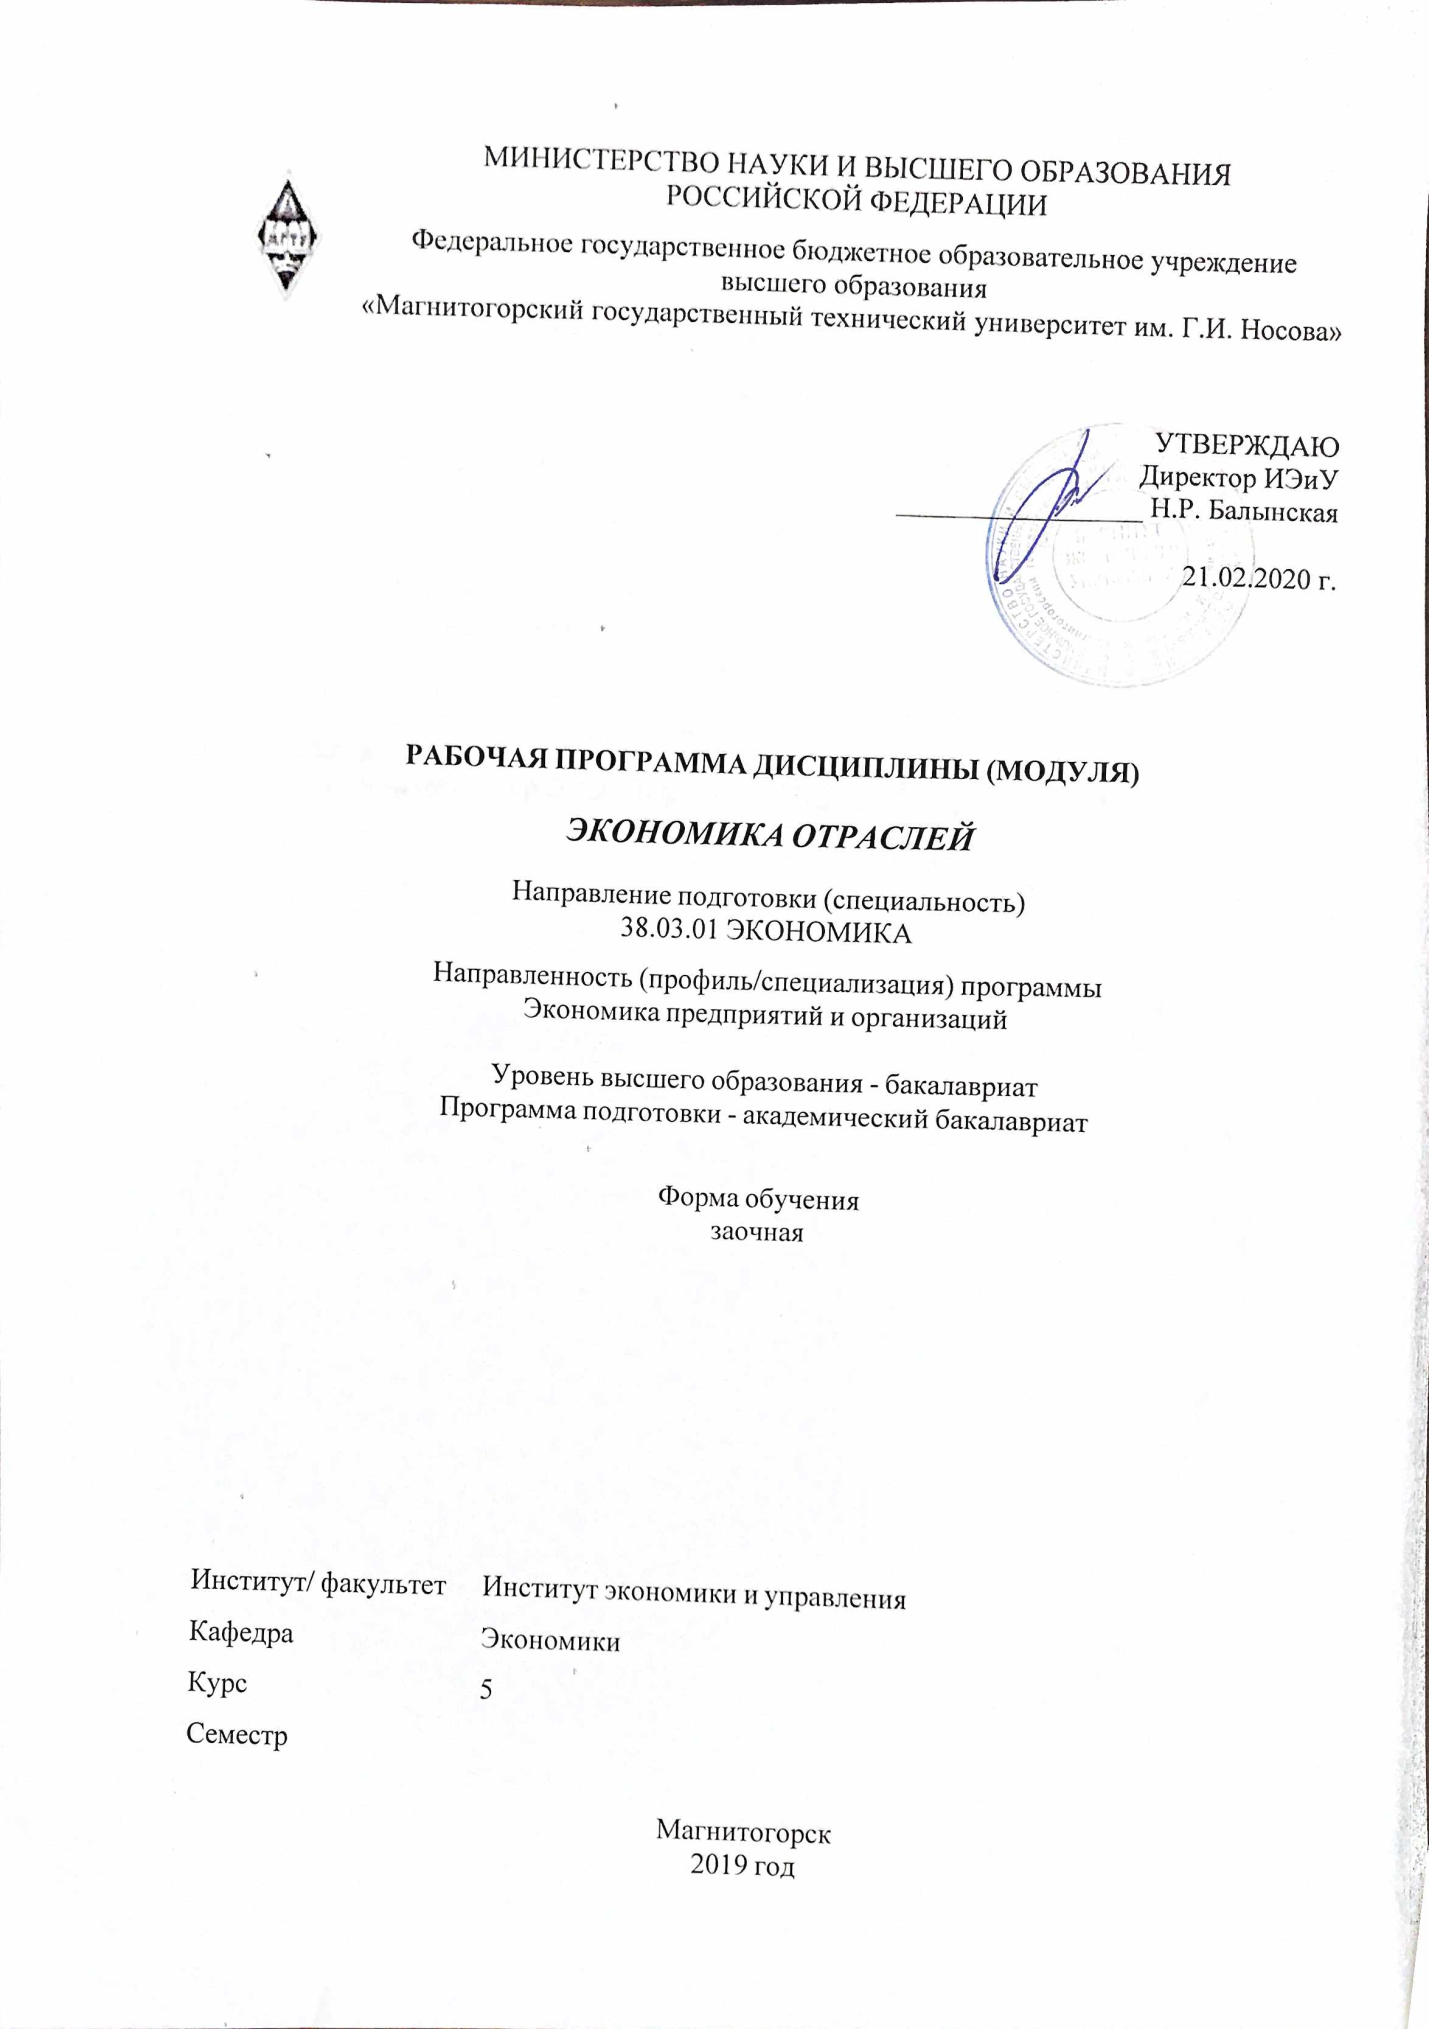 МИНИСТЕРСТВО НАУКИ И ВЫСШЕГО ОБРАЗОВАНИЯ
РОССИЙСКОЙ ФЕДЕРАЦИИ
МГТУ
Федеральное государственное бюджетное образовательное учреждение
высшего образования
«Магнитогорский государственный технический университет им. Г.И. Носова»
УТВЕРЖДАЮ
Директор ИЭиУ
Н.Р. Балынская
21.02.2020 г.
РАБОЧАЯ ПРОГРАММА ДИСЦИПЛИНЫ (МОДУЛЯ)
ЭКОНОМИКА ОТРАСЛЕЙ
Направление подготовки (специальность)
38.03.01 ЭКОНОМИКА
Направленность (профиль/специализация) программы
Экономика предприятий и организаций
Уровень высшего образования - бакалавриат
Программа подготовки - академический бакалавриат
Форма обучения
заочная
Институт/ факультет Институт экономики и управления
Кафедра Экономики
Курс 5
Семестр
Магнитогорск
2019 год